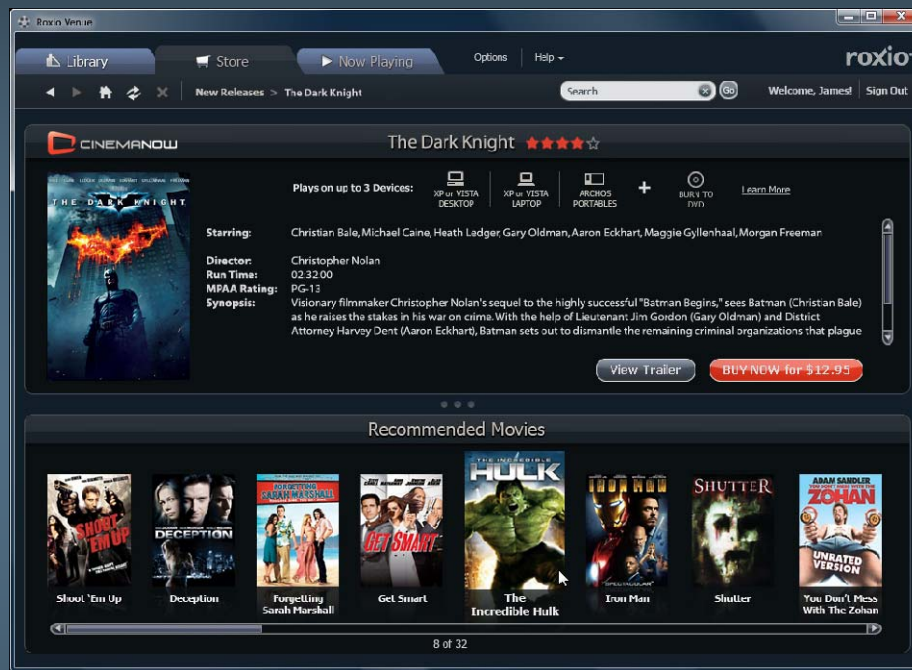 Roxio Venue
Library
Store
Now Playing
Options
Help
roxio
New Releases > The Dark Knight
Search
Go
Welcome, James!
Sign Out
CINEMANOW
The Dark Knight
Plays on up to 3 Devices:
XP or VISTA
DESKTOP
XP or VISTA
LAPTOP
ARCHOS
PORTABLES
+
BURN TO
DVD
Learn More
THE DARK KNIGHT
Starring: Christian Bale, Michael Caine, Heath Ledger, Gary Oldman, Aaron Eckhart, Maggie Gyllenhaal, Morgan Freeman
Director: Christopher Nolan
Run Time: 02:32:00
MPAA Rating: PG-13
Synopsis: Visionary filmmaker Christopher Nolan's sequel to the highly successful "Batman Begins," sees Batman (Christian Bale)
as he raises the stakes in his war on crime. With the help of Lieutenant Jim Gordon (Gary Oldman) and District
Attorney Harvey Dent (Aaron Eckhart), Batman sets out to dismantle the remaining criminal organizations that plague
View Trailer
BUY NOW for $12.95
Recommended Movies
SHOOT
'EM UP
DECEPTION
FORGETTING
SARAH MARSHALL
GET SMART
THE INCREDIBLE
HULK
IRON MAN
SHUTTER
ADAM SANDLER
YOU DON'T MESS WITH THE
ZOHAN
UNRATED
VERSION
Shoot 'Em Up
Deception
Forgetting
Sarah Marshall
Get Smart
The
Incredible Hulk
Iron Man
Shutter
You Don't Mess
With The Zohan
8 of 32